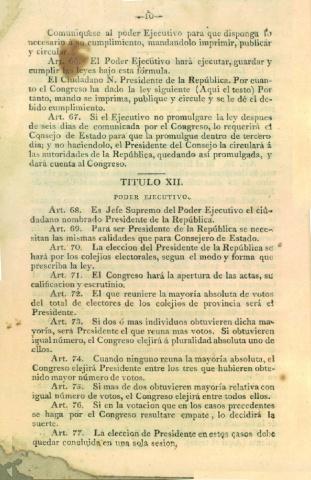 —10—
Comuniquese al poder Ejecutivo para que disponga lo
necesario á su cumplimiento, mandandolo imprimir, publicar
y circular.
Art. 66. El Poder Ejecutivo hará ejecutar, guardar y
cumplir las leyes bajo esta fórmula.
El Ciudadano N. Presidente de la República. Por cuan-
to el Congreso ha dado la ley siguiente (Aqui el testo) Por
tanto, mando se imprima, publique y circule y se le dé el de-
bido cumplimiento.
Art. 67. Si el Ejecutivo no promulgare la ley despues
de seis dias de comunicada por el Congreso, lo requerirá el
Consejo de Estado para que la promulgue dentro de tercero
dia; y no haciendolo, el Presidente del Consejo la circulará á
las autoridades de la República, quedando así promulgada, y
dará cuenta al Congreso.
TITULO XII.
PODER EJECUTIVO.
Art. 68. Es Jefe Supremo del Poder Ejecutivo el ciu-
dadano nombrado Presidente de la República.
Art. 69. Para ser Presidente de la República se nece-
sitan las mismas calidades que para Consejero de Estado.
Art. 70. La eleccion del Presidente de la República se
hará por los colejios electorales, segun el modo y forma que
prescriba la ley.
Art. 71. El Congreso hará la apertura de las actas, su
calificacion y escrutinio.
Art. 72. El que reuniere la mayoría absoluta de votos
del total de electores de los colejios de provincia será el
Presidente.
Art. 73. Si dos ó mas individuos obtuvieren dicha ma-
yoría, será Presidente el que reuna mas votos. Si obtuvieren
igual número, el Congreso elejirá á pluralidad absoluta uno de
ellos.
Art. 74. Cuando ninguno reuna la mayoría absoluta, el
Congreso elejirá Presidente entre los tres que hubieren obte-
nido mayor número de votos.
Art. 75. Si mas de dos obtuvieren mayoría relativa con
igual número de votos, el Congreso elejirá entre todos ellos.
Art. 76. Si en la votacion que en los casos precedentes
se haga por el Congreso resultare empate, lo decidirá la
suerte.
Art. 77. La eleccion de Presidente en estos casos debe
quedar concluida en una sola sesion,